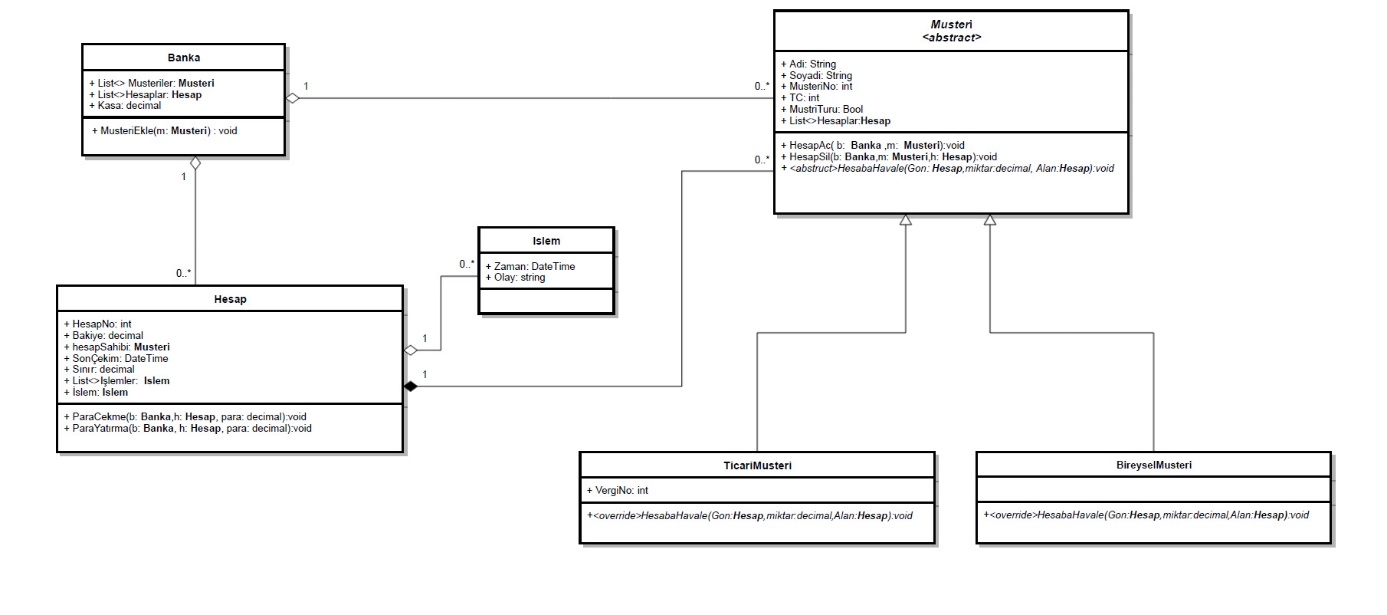 Banka
+ List<> Musteriler: Musteri
+ List<>Hesaplar: Hesap
+ Kasa: decimal
+ MusteriEkle(m: Musteri) : void
1
0..*
Musteri
<abstract>
+ Adi: String
+ Soyadi: String
+ MusteriNo: int
+ TC: int
+ MustriTuru: Bool
+ List<>Hesaplar:Hesap
+ HesapAc( b: Banka ,m: Musteri):void
+ HesapSil(b: Banka,m: Musteri,h: Hesap):void
+ <abstruct>HesabaHavale(Gon: Hesap,miktar:decimal, Alan:Hesap):void
0..*
1
0..*
Islem
+ Zaman: DateTime
+ Olay: string
0..*
1
Hesap
+ HesapNo: int
+ Bakiye: decimal
+ hesapSahibi: Musteri
+ SonÇekim: DateTime
+ Sınır: decimal
+ List<>İşlemler: Islem
+ İslem: İslem
+ ParaCekme(b: Banka,h: Hesap, para: decimal):void
+ ParaYatırma(b: Banka, h: Hesap, para: decimal):void
1
TicariMusteri
+ VergiNo: int
+<override>HesabaHavale(Gon:Hesap,miktar:decimal,Alan:Hesap):void
BireyselMusteri
+<override>HesabaHavale(Gon:Hesap,miktar:decimal,Alan:Hesap):void